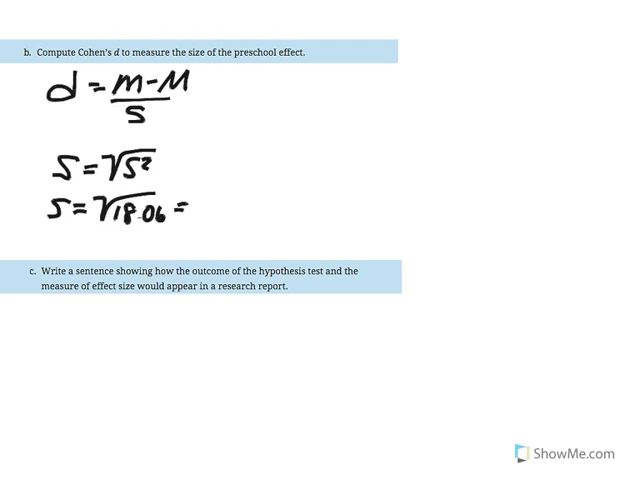 b. Compute Cohen's d to measure the size of the preschool effect.
d = m-M
s
s = √s²
s = √18.06 =
c. Write a sentence showing how the outcome of the hypothesis test and the
measure of effect size would appear in a research report.
ShowMe.com